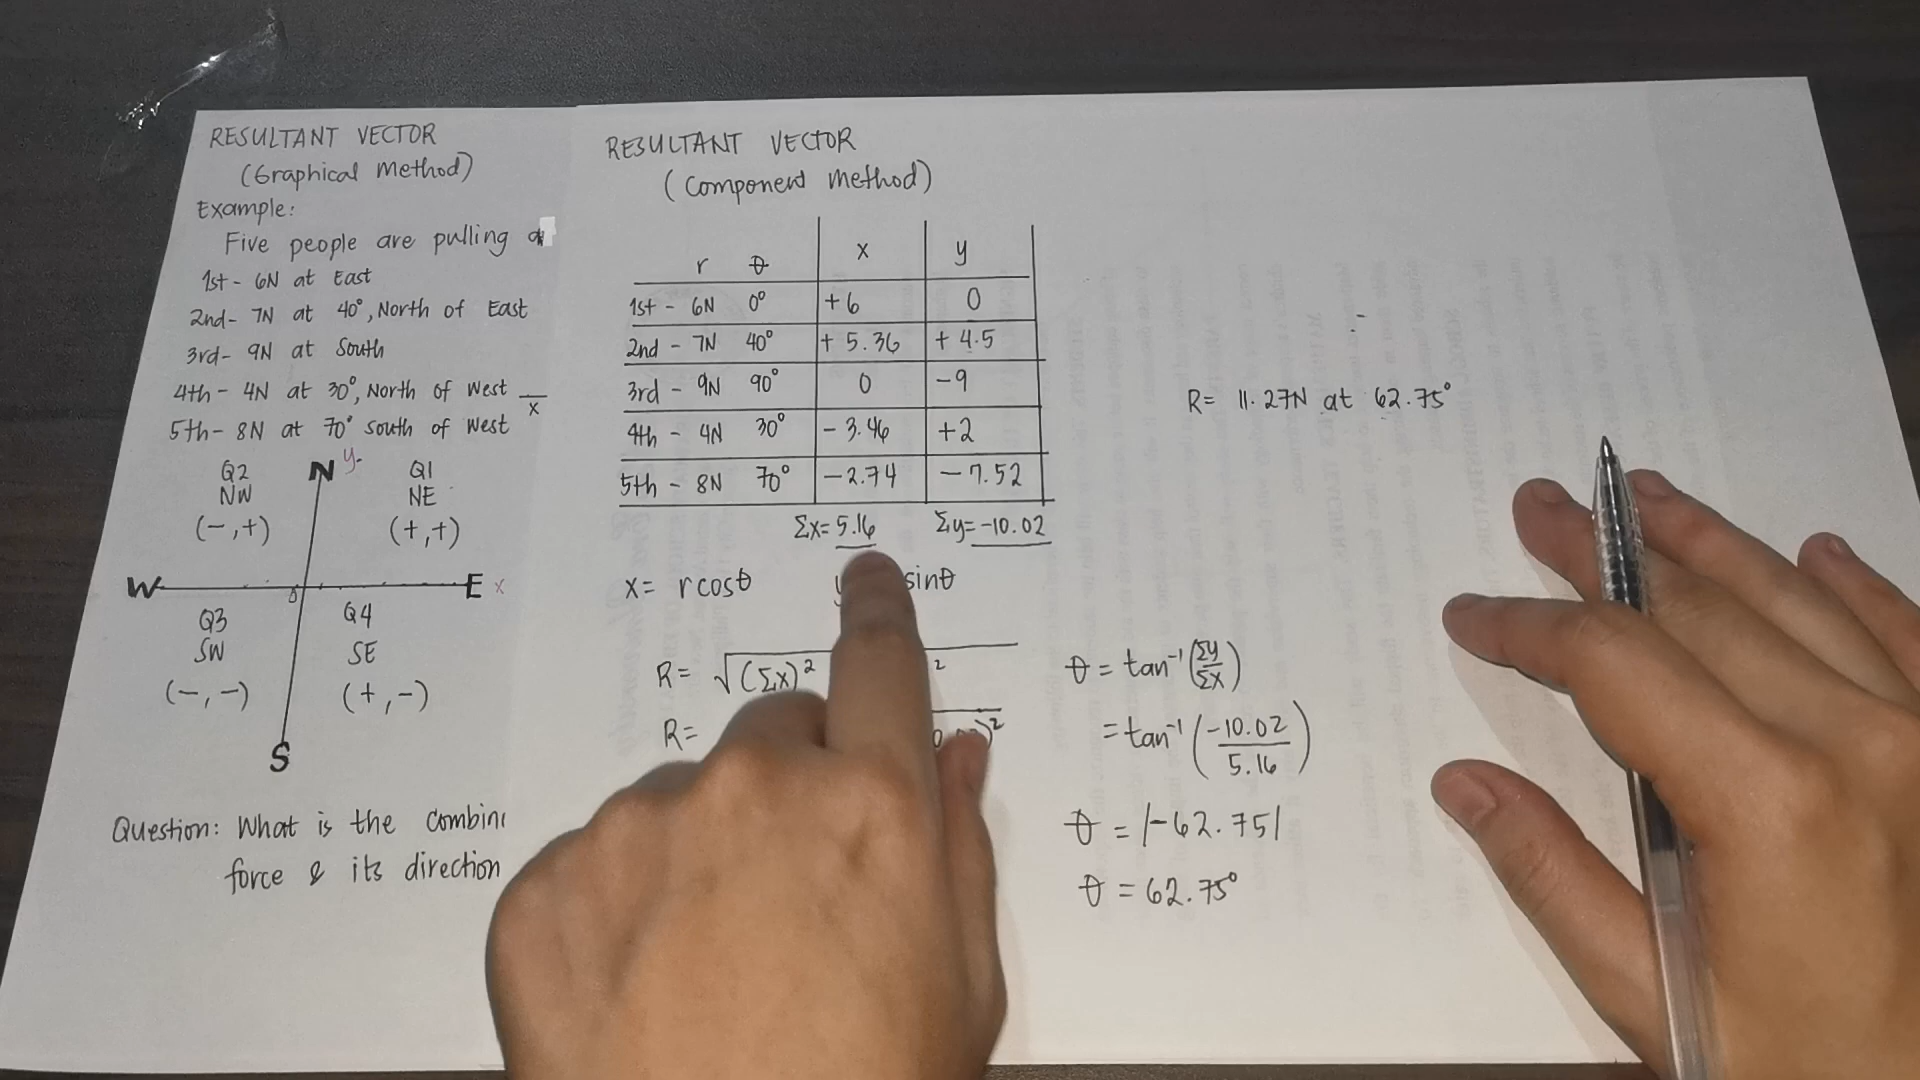 RESULTANT VECTOR
(Graphical Method)
Example:
Five people are pulling a
1st - 6N at East
2nd - 7N at 40°, North of East
3rd - 9N at South
4th - 4N at 30°, North of West
x
5th - 8N at 70° South of West
Q2
NW
(-,+)
N y
Q1
NE
(+,+)
W
E x
Q3
SW
(-,-)
Q4
SE
(+,-)
S
Question: What is the
force & its direction
RESULTANT VECTOR
(Component Method)
r θ x y
1st - 6N 0° +6 0
2nd - 7N 40° +5.36 +4.5
3rd - 9N 90° 0 -9
4th - 4N 30° -3.46 +2
5th - 8N 70° -2.74 -7.52
Σx= 5.16 Σy= -10.02
x= rcosθ y sinθ
R= √(Σx)² ²
R= )²
θ = tan⁻¹ (Σy/Σx)
= tan⁻¹ (-10.02/5.16)
θ = |-62.75|
θ = 62.75°
R= 11.27N at 62.75°